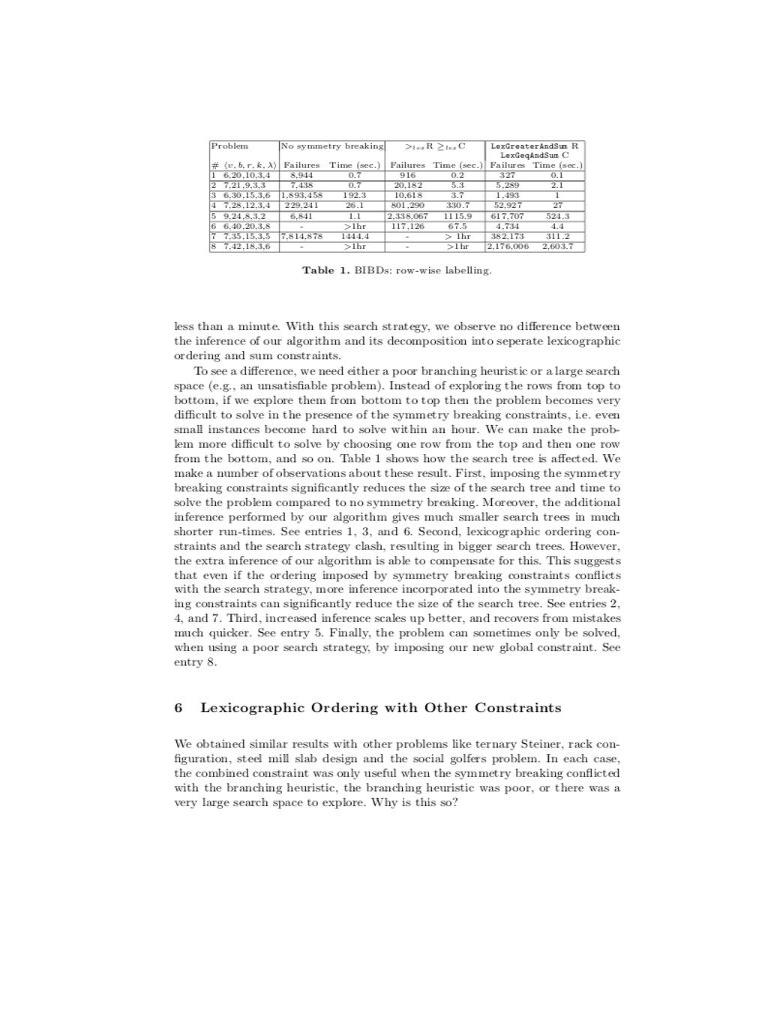 Problem No symmetry breaking >lex R ≥lex C LexGreaterAndSum R
LexGeqAndSum C
# ⟨v, b, r, k, λ⟩ Failures Time (sec.) Failures Time (sec.) Failures Time (sec.)
1 6,20,10,3,4 8,944 0.7 916 0.2 327 0.1
2 7,21,9,3,3 7,438 0.7 20,182 5.3 5,289 2.1
3 6,30,15,3,6 1,893,458 192.3 10,618 3.7 1,493 1
4 7,28,12,3,4 229,241 26.1 801,290 330.7 52,927 27
5 9,24,8,3,2 6,841 1.1 2,338,067 1115.9 617,707 524.3
6 6,40,20,3,8 - >1hr 117,126 67.5 4,734 4.4
7 7,35,15,3,5 7,814,878 1444.4 - > 1hr 382,173 311.2
8 7,42,18,3,6 - >1hr - >1hr 2,176,006 2,603.7
Table 1. BIBDs: row-wise labelling.
less than a minute. With this search strategy, we observe no difference between
the inference of our algorithm and its decomposition into seperate lexicographic
ordering and sum constraints.
To see a difference, we need either a poor branching heuristic or a large search
space (e.g., an unsatisfiable problem). Instead of exploring the rows from top to
bottom, if we explore them from bottom to top then the problem becomes very
difficult to solve in the presence of the symmetry breaking constraints, i.e. even
small instances become hard to solve within an hour. We can make the prob-
lem more difficult to solve by choosing one row from the top and then one row
from the bottom, and so on. Table 1 shows how the search tree is affected. We
make a number of observations about these result. First, imposing the symmetry
breaking constraints significantly reduces the size of the search tree and time to
solve the problem compared to no symmetry breaking. Moreover, the additional
inference performed by our algorithm gives much smaller search trees in much
shorter run-times. See entries 1, 3, and 6. Second, lexicographic ordering con-
straints and the search strategy clash, resulting in bigger search trees. However,
the extra inference of our algorithm is able to compensate for this. This suggests
that even if the ordering imposed by symmetry breaking constraints conflicts
with the search strategy, more inference incorporated into the symmetry break-
ing constraints can significantly reduce the size of the search tree. See entries 2,
4, and 7. Third, increased inference scales up better, and recovers from mistakes
much quicker. See entry 5. Finally, the problem can sometimes only be solved,
when using a poor search strategy, by imposing our new global constraint. See
entry 8.
6 Lexicographic Ordering with Other Constraints
We obtained similar results with other problems like ternary Steiner, rack con-
figuration, steel mill slab design and the social golfers problem. In each case,
the combined constraint was only useful when the symmetry breaking conflicted
with the branching heuristic, the branching heuristic was poor, or there was a
very large search space to explore. Why is this so?